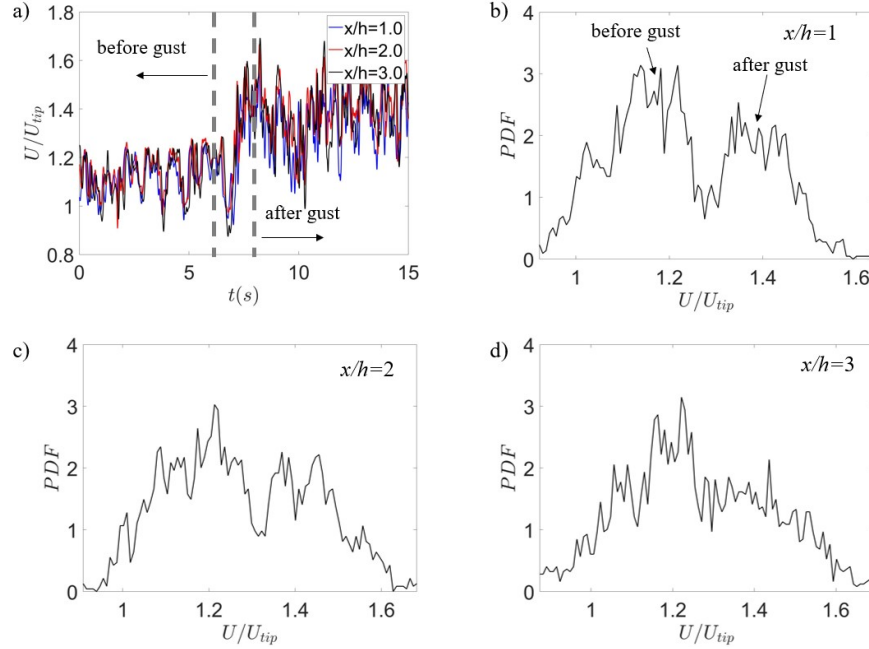 a)
1.8
1.6
1.4
1.2
1
0.8
U/U_tip
before gust
after gust
x/h=1.0
x/h=2.0
x/h=3.0
0
5
10
15
t(s)
b)
4
3
2
1
0
PDF
before gust
after gust
x/h=1
1
1.2
1.4
1.6
U/U_tip
c)
4
3
2
1
0
PDF
x/h=2
1
1.2
1.4
1.6
U/U_tip
d)
4
3
2
1
0
PDF
x/h=3
1
1.2
1.4
1.6
U/U_tip